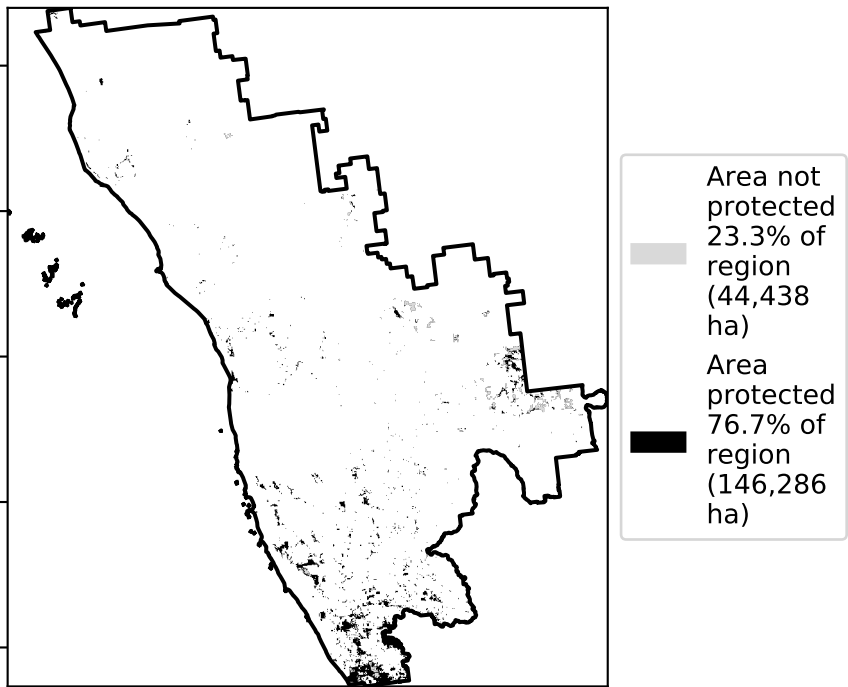 Area not
protected
23.3% of
region
(44,438
ha)
Area
protected
76.7% of
region
(146,286
ha)